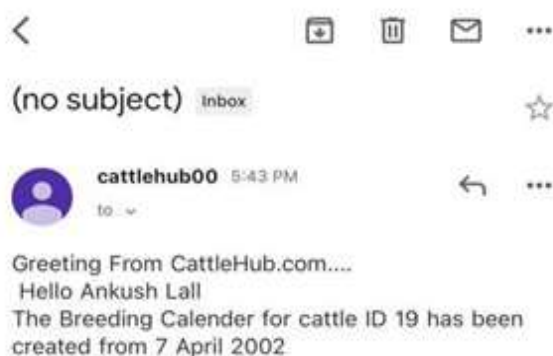 (no subject) Inbox
cattlehub00 5:43 PM
to
Greeting From CattleHub.com....
Hello Ankush Lall
The Breeding Calender for cattle ID 19 has been
created from 7 April 2002